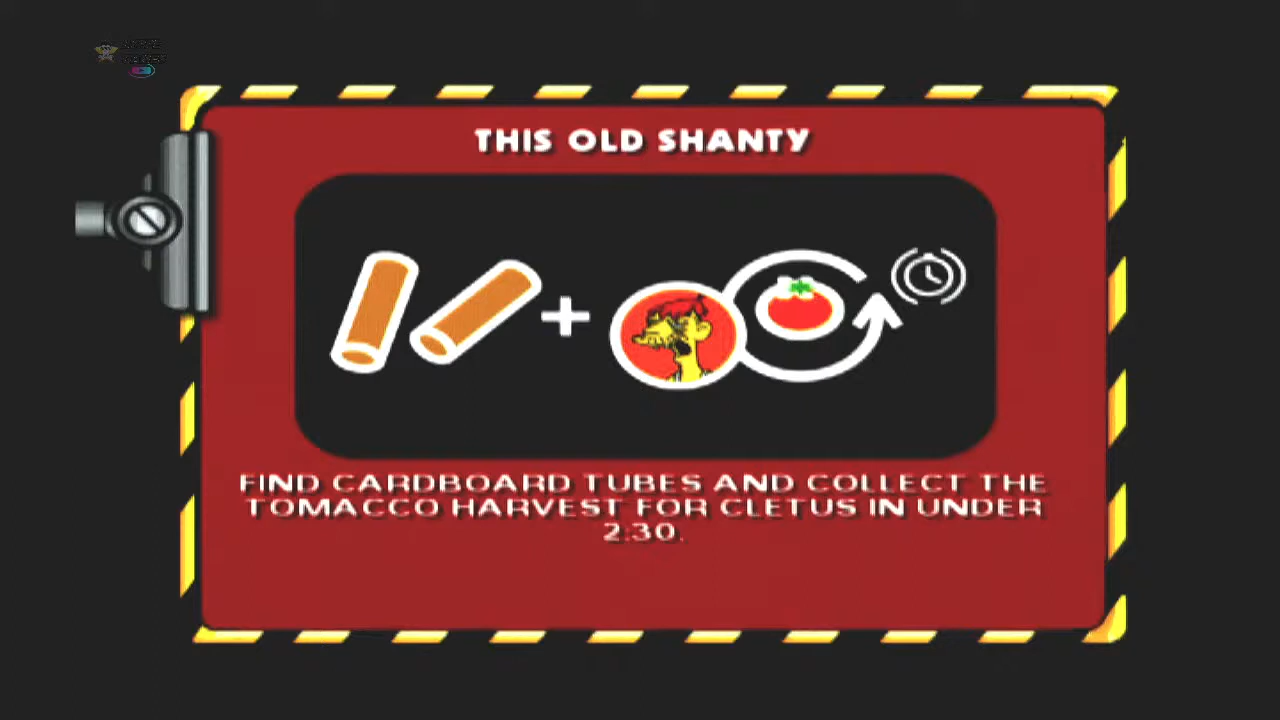 THIS OLD SHANTY
FIND CARDBOARD TUBES AND COLLECT THE
TOMACCO HARVEST FOR CLETUS IN UNDER
2:30.